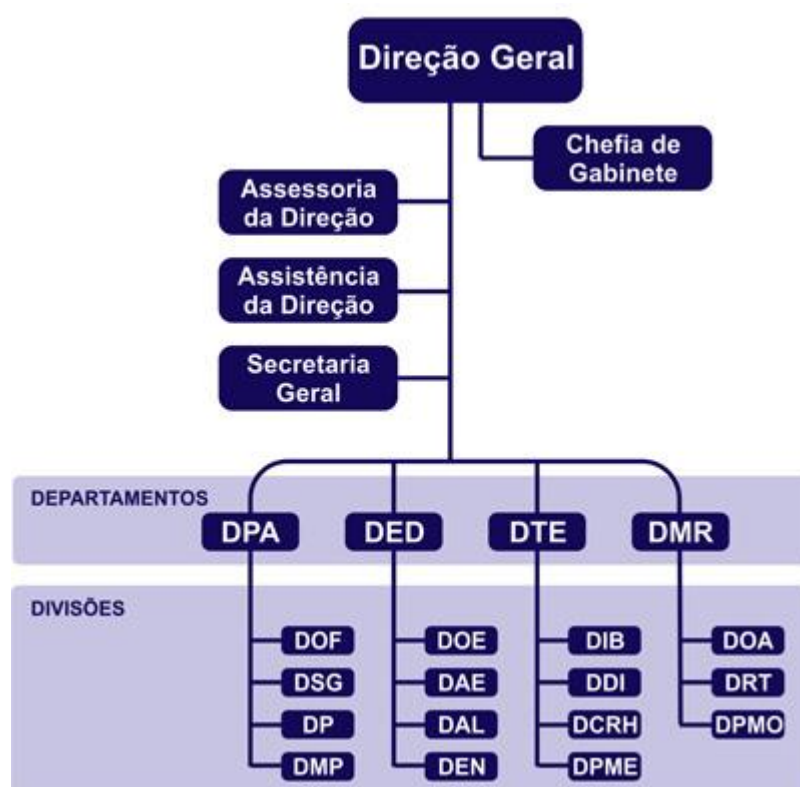 Direção Geral
Chefia de
Gabinete
Assessoria
da Direção
Assistência
da Direção
Secretaria
Geral
DEPARTAMENTOS
DPA DED DTE DMR
DIVISÕES
DOF DOE DIB DOA
DSG DAE DDI DRT
DP DAL DCRH DPMO
DMP DEN DPME